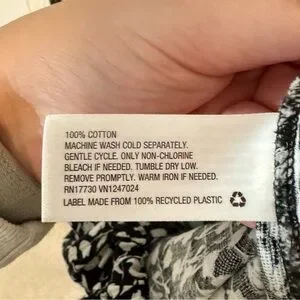 100% COTTON
MACHINE WASH COLD SEPARATELY.
GENTLE CYCLE. ONLY NON-CHLORINE
BLEACH IF NEEDED. TUMBLE DRY LOW.
REMOVE PROMPTLY. WARM IRON IF NEEDED.
RN17730 VN1247024
LABEL MADE FROM 100% RECYCLED PLASTIC